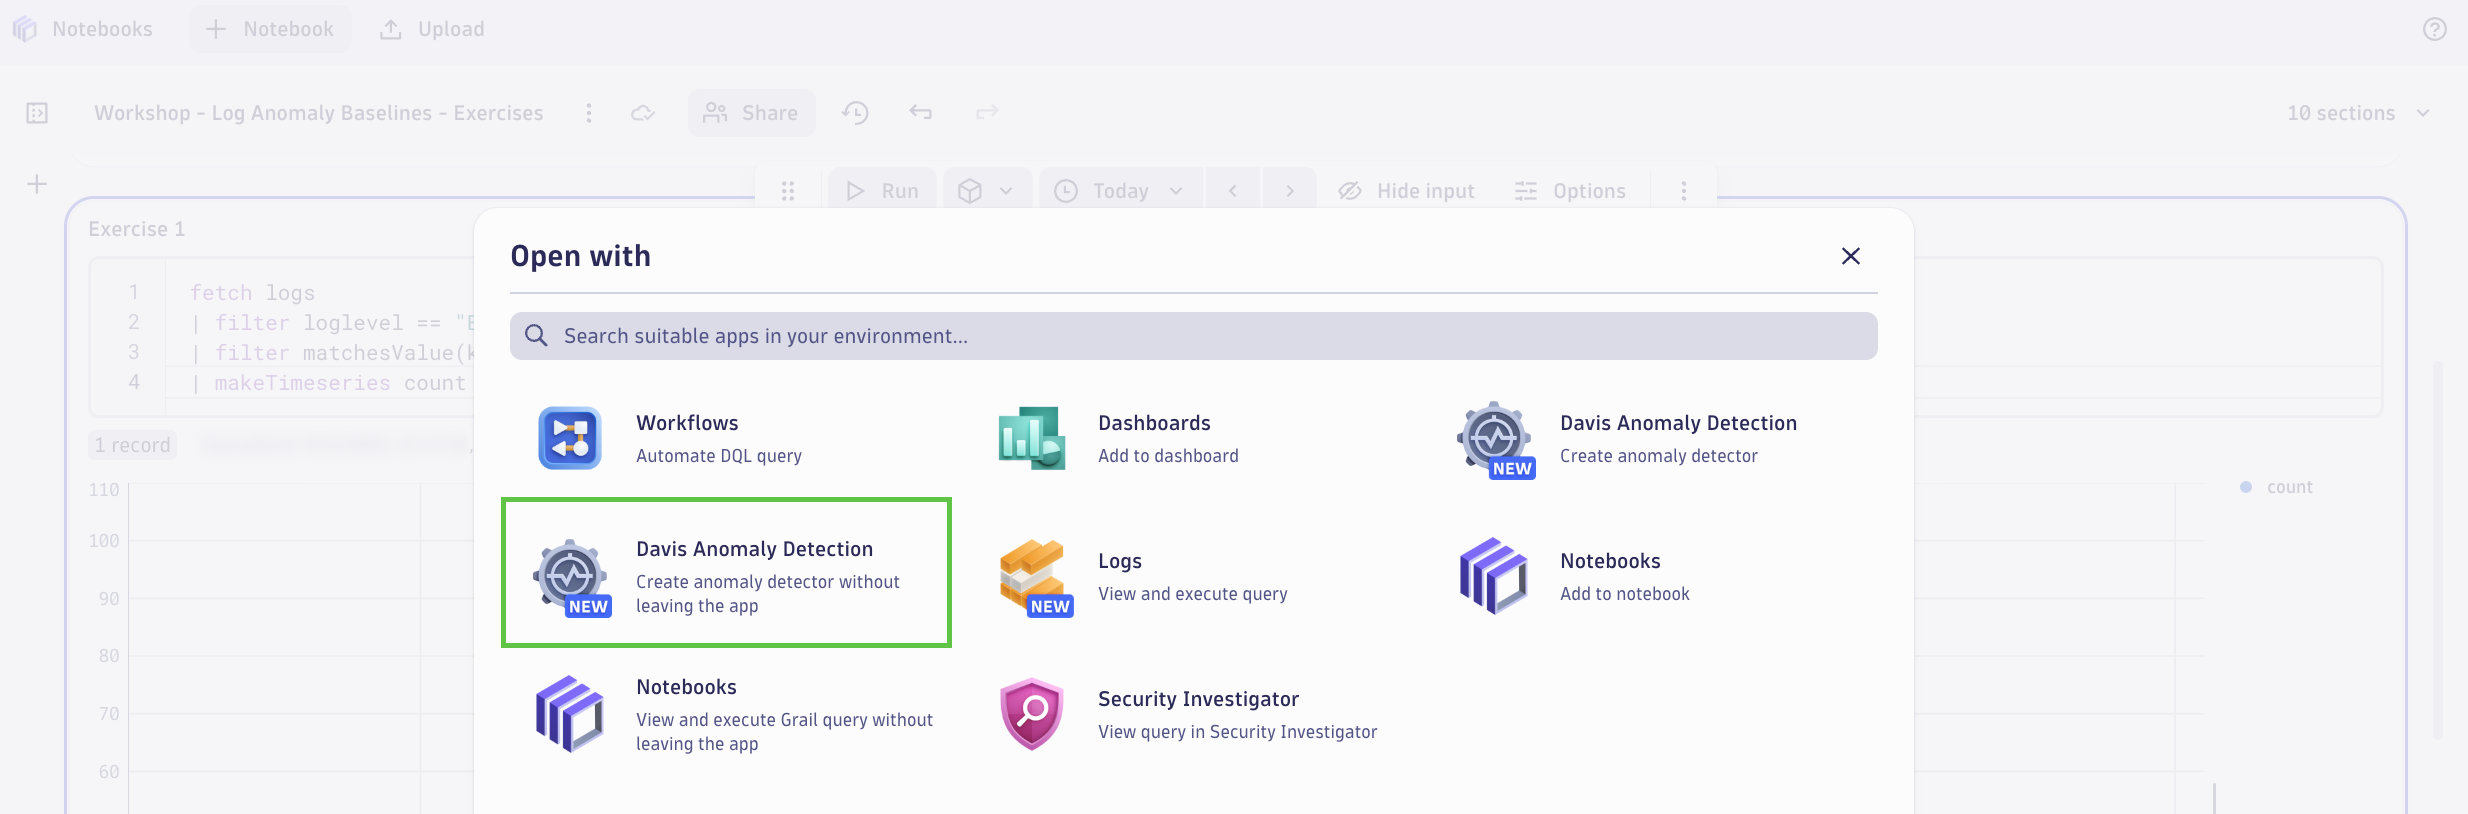 Notebooks
Notebook
Upload
Workshop - Log Anomaly Baselines - Exercises
Share
10 sections
Run
Today
Hide input
Options
Exercise 1
1 fetch logs
2 | filter loglevel == "
3 | filter matchesValue(
4 | makeTimeseries count
1 record
110
100
90
80
70
60
count
Open with
Search suitable apps in your environment...
Workflows
Automate DQL query
Dashboards
Add to dashboard
Davis Anomaly Detection
Create anomaly detector
NEW
Davis Anomaly Detection
Create anomaly detector without
leaving the app
NEW
Logs
View and execute query
NEW
Notebooks
Add to notebook
Notebooks
View and execute Grail query without
leaving the app
Security Investigator
View query in Security Investigator